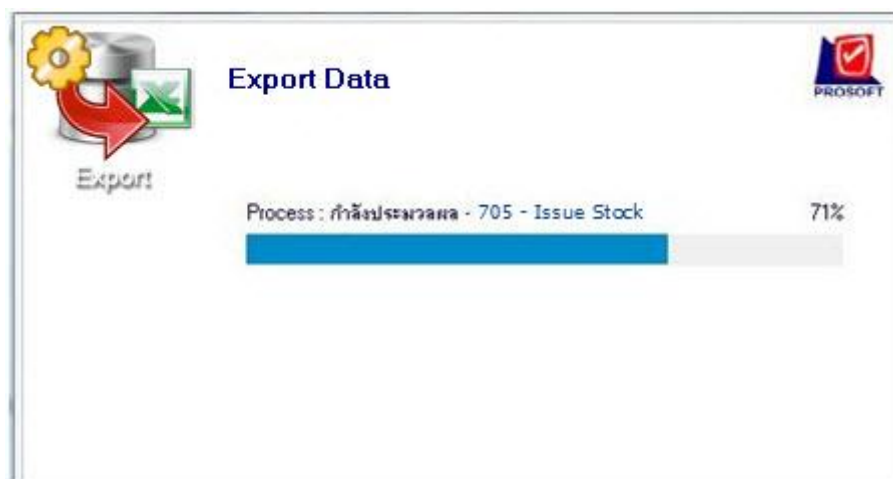 Export Data
PROSOFT
Export
Process : กำลังประมวลผล - 705 - Issue Stock 71%